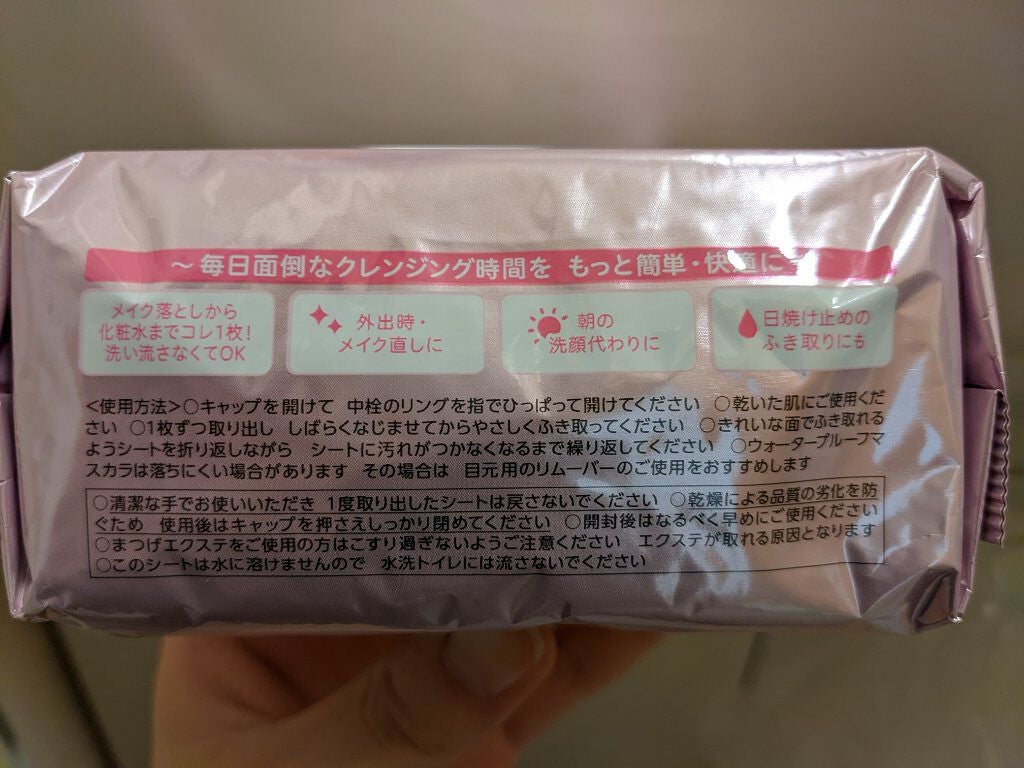 ～毎日面倒なクレンジング時間を もっと簡単・快適に
メイク落としから
化粧水までコレ1枚!
洗い流さなくてOK
外出時・
メイク直しに
朝の
洗顔代わりに
日焼け止めの
ふき取りにも
<使用方法>○キャップを開けて 中栓のリングを指でひっぱって開けてください ○乾いた肌にご使用くだ
さい ○1枚ずつ取り出し しばらくなじませてからやさしくふき取ってください ○きれいな面でふき取れる
ようシートを折り返しながら シートに汚れがつかなくなるまで繰り返してください ○ウォータープルーフマ
スカラは落ちにくい場合があります その場合は 目元用のリムーバーのご使用をおすすめします
○清潔な手でお使いいただき 1度取り出したシートは戻さないでください ○乾燥による品質の劣化を防
ぐため 使用後はキャップを押さえしっかり閉めてください ○開封後はなるべく早めにご使用ください
○まつげエクステをご使用の方はこすり過ぎないようご注意ください エクステが取れる原因となります
○このシートは水に溶けませんので 水洗トイレには流さないでください